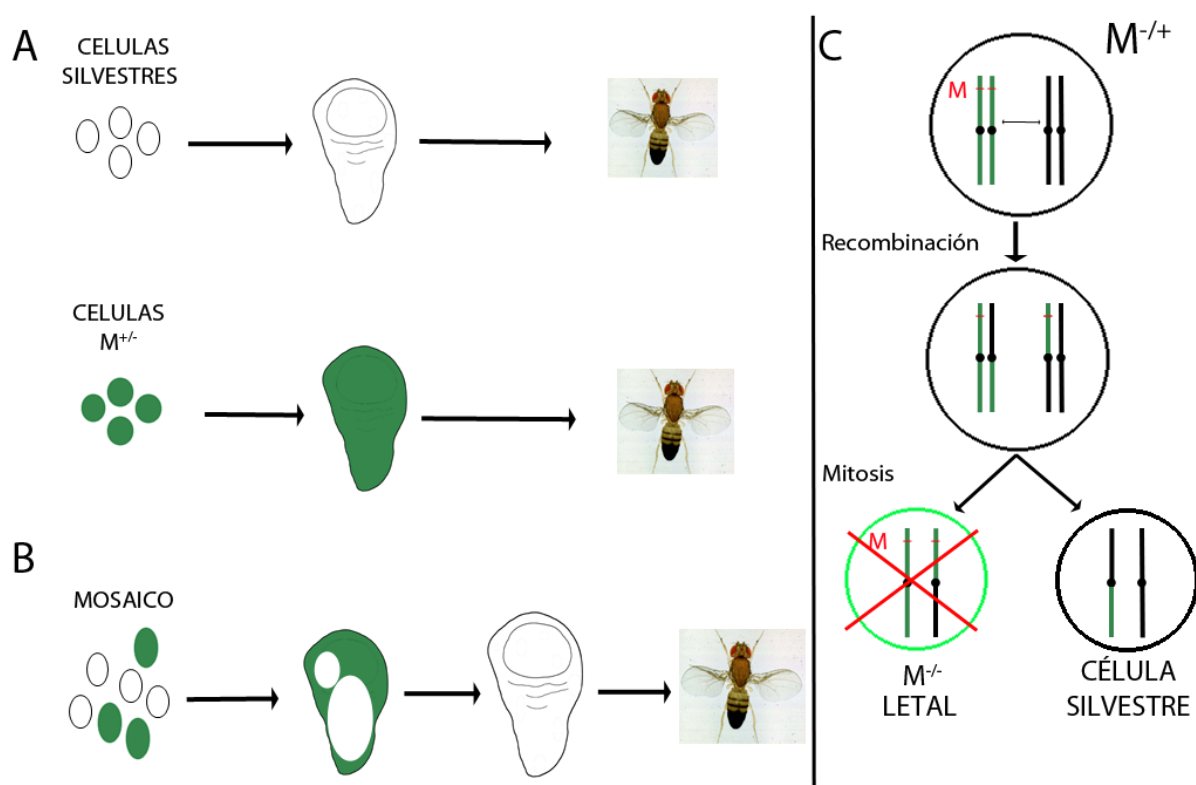 A
CELULAS
SILVESTRES
CELULAS
M+/-
B
MOSAICO
C
M-/+
M
Recombinación
Mitosis
M
M-/-
LETAL
CÉLULA
SILVESTRE